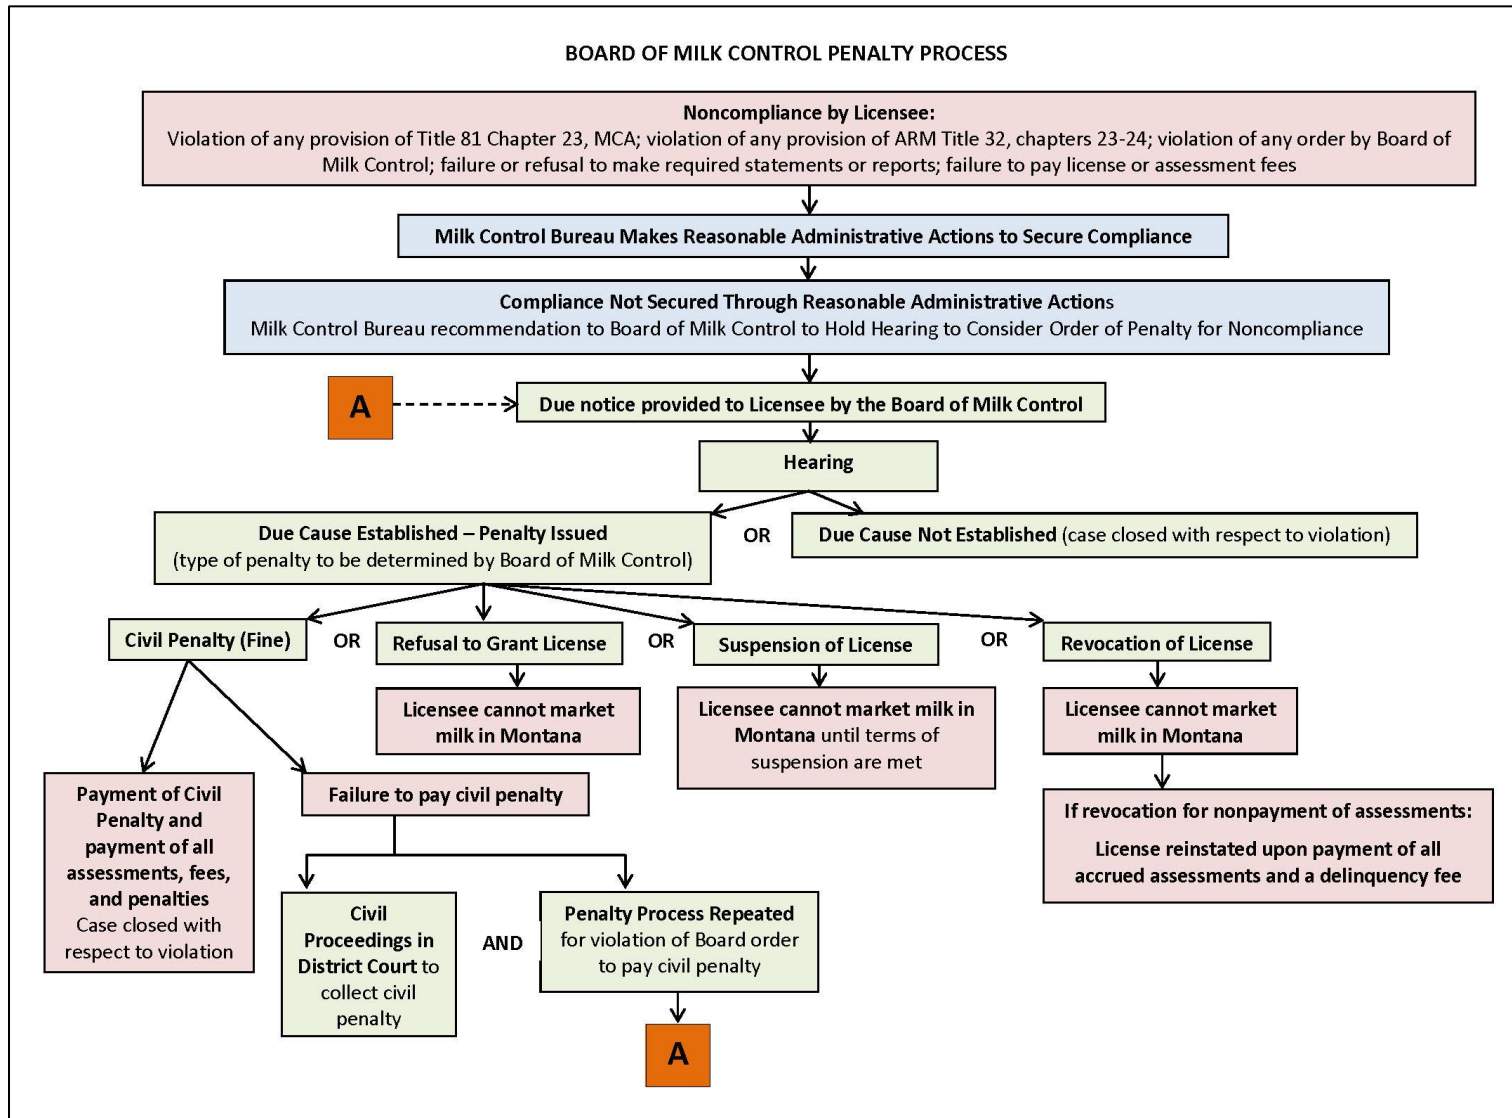 BOARD OF MILK CONTROL PENALTY PROCESS
Noncompliance by Licensee:
Violation of any provision of Title 81 Chapter 23, MCA; violation of any provision of ARM Title 32, chapters 23-24; violation of any order by Board of
Milk Control; failure or refusal to make required statements or reports; failure to pay license or assessment fees
Milk Control Bureau Makes Reasonable Administrative Actions to Secure Compliance
Compliance Not Secured Through Reasonable Administrative Actions
Milk Control Bureau recommendation to Board of Milk Control to Hold Hearing to Consider Order of Penalty for Noncompliance
A
Due notice provided to Licensee by the Board of Milk Control
Hearing
Due Cause Established – Penalty Issued
(type of penalty to be determined by Board of Milk Control)
OR
Due Cause Not Established (case closed with respect to violation)
Civil Penalty (Fine)
OR
Refusal to Grant License
OR
Suspension of License
OR
Revocation of License
Licensee cannot market
milk in Montana
Licensee cannot market milk in
Montana until terms of
suspension are met
Licensee cannot market
milk in Montana
Payment of Civil
Penalty and
payment of all
assessments, fees,
and penalties
Case closed with
respect to violation
Failure to pay civil penalty
If revocation for nonpayment of assessments:
License reinstated upon payment of all
accrued assessments and a delinquency fee
Civil
Proceedings in
District Court to
collect civil
penalty
AND
Penalty Process Repeated
for violation of Board order
to pay civil penalty
A